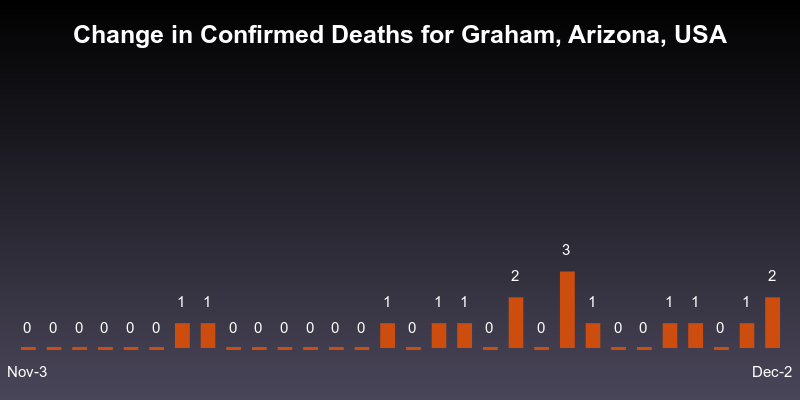 Change in Confirmed Deaths for Graham, Arizona, USA
3
2 2
1 1 1 1 1 1 1 1 1
0 0 0 0 0 0 0 0 0 0 0 0 0 0 0 0 0 0
Nov-3 Dec-2